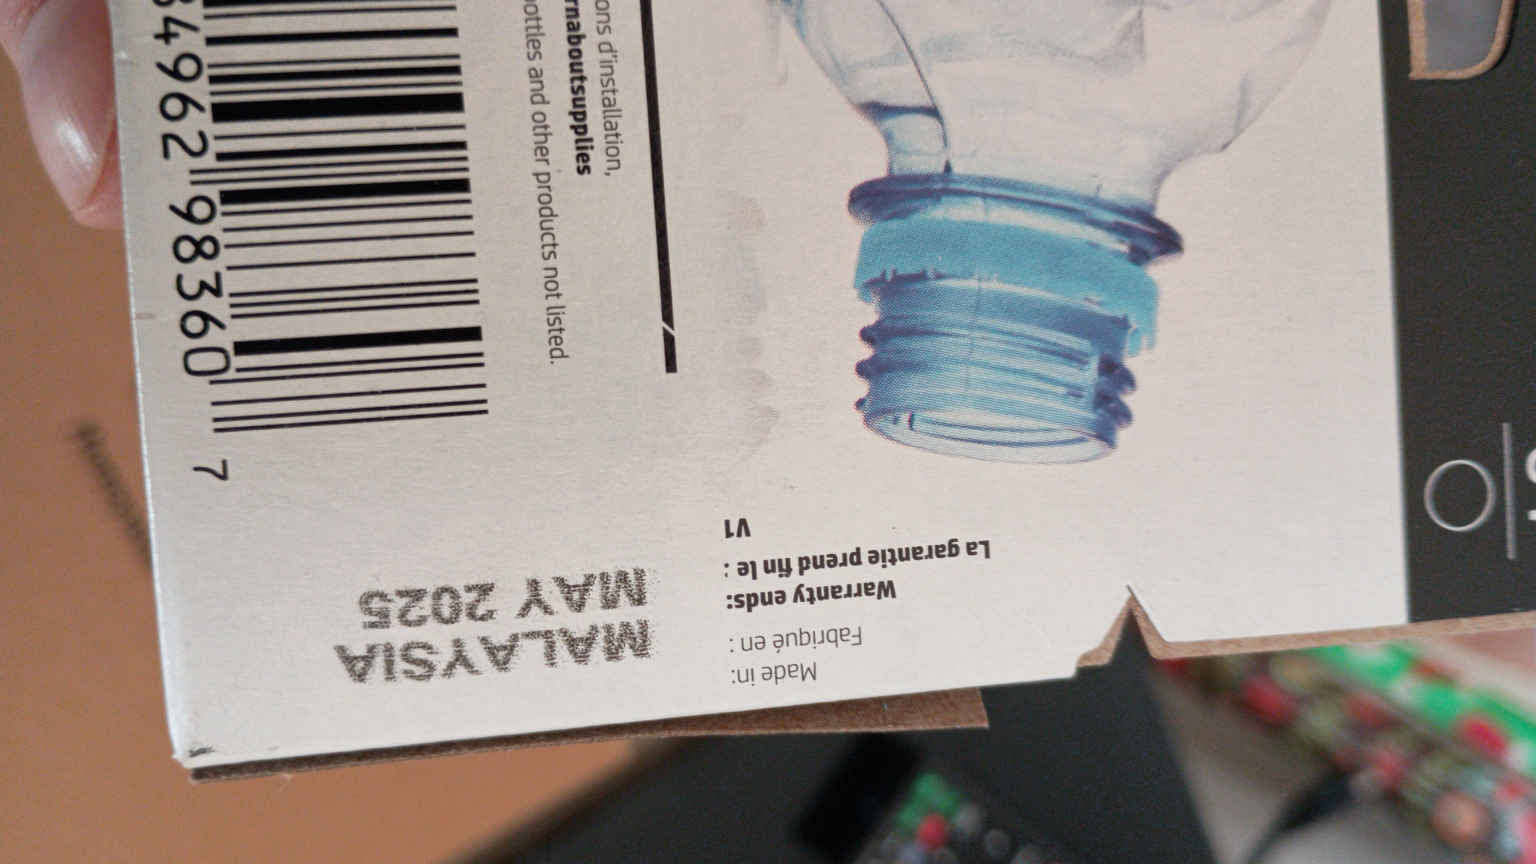 ons d'installation,
rnaboutsupplies
ottles and other products not listed.
84962 98360
7
Made in:
Fabriqué en :
MALAYSIA
Warranty ends:
La garantie prend fin le :
MAY 2025
V1